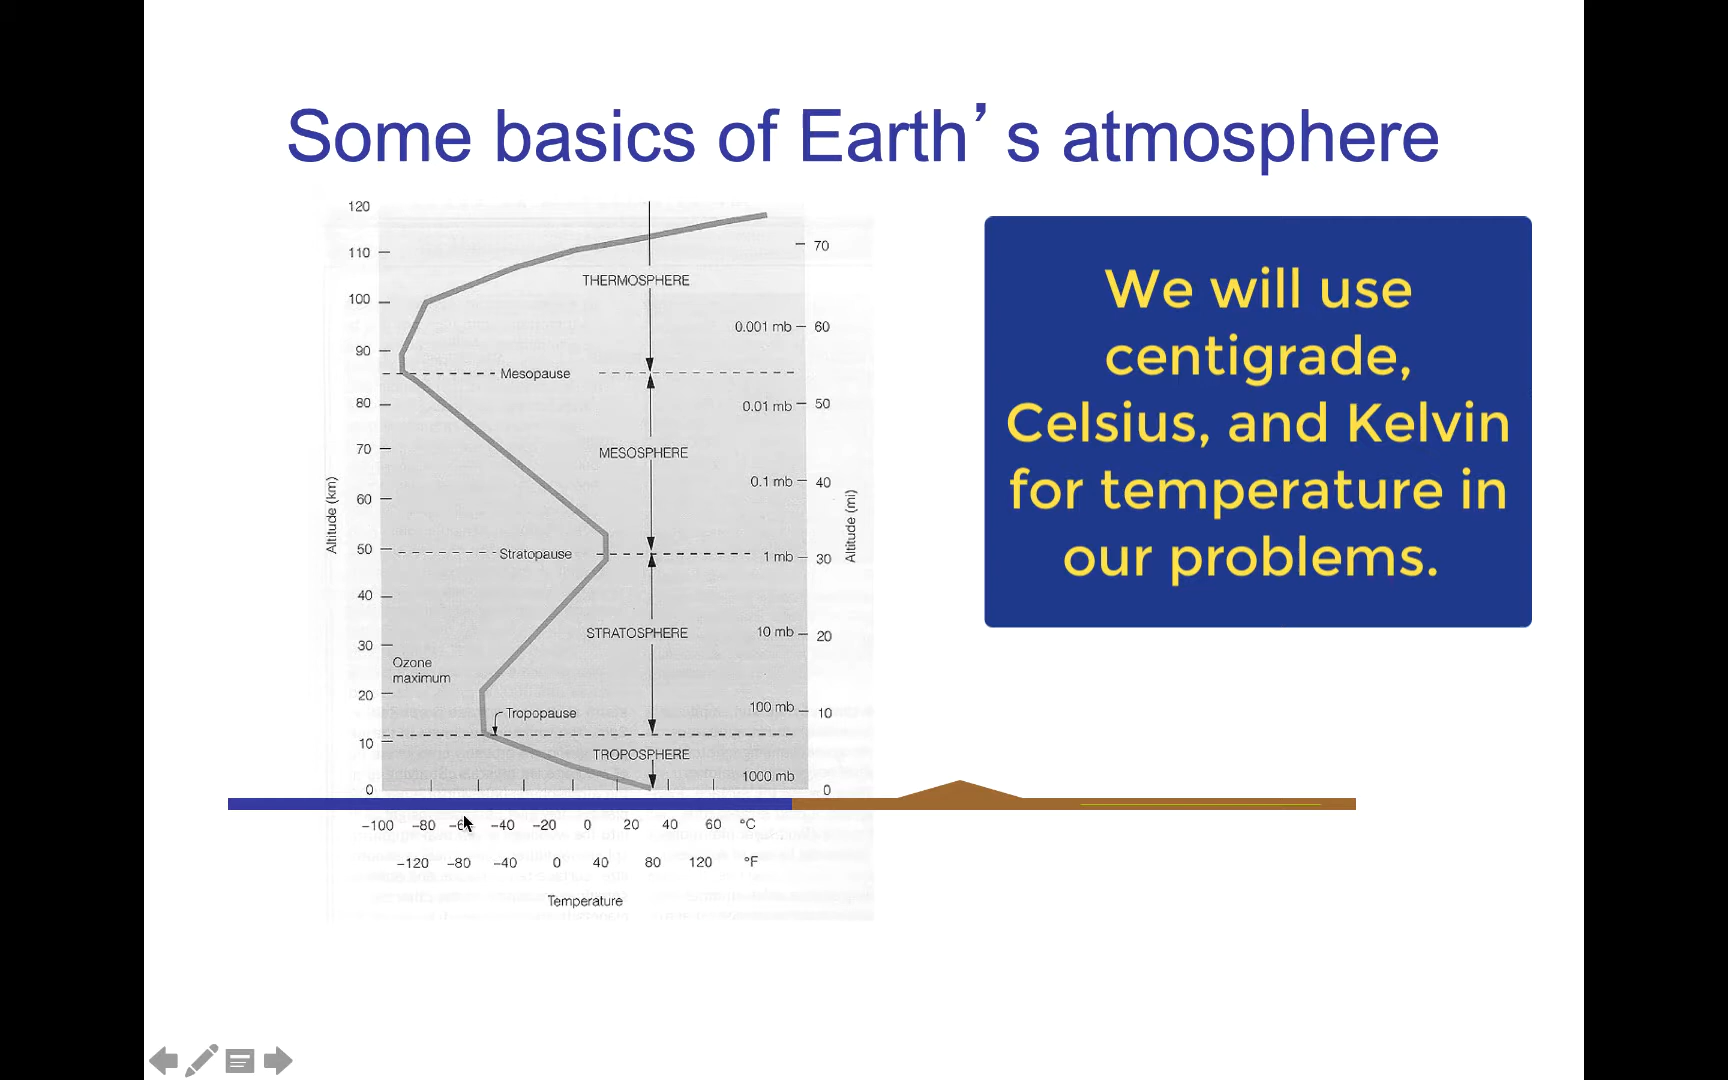 Some basics of Earth’s atmosphere
We will use
centigrade,
Celsius, and Kelvin
for temperature in
our problems.
120
110
100
90
80
70
60
50
40
30
20
10
0
Altitude (km)
THERMOSPHERE
Mesopause
MESOSPHERE
Stratopause
STRATOSPHERE
Ozone
maximum
Tropopause
TROPOSPHERE
0.001 mb
0.01 mb
0.1 mb
1 mb
10 mb
100 mb
1000 mb
70
60
50
40
30
20
10
0
Altitude (mi)
−100 −80 −40 −20 0 20 40 60 °C
−120 −80 −40 0 40 80 120 °F
Temperature